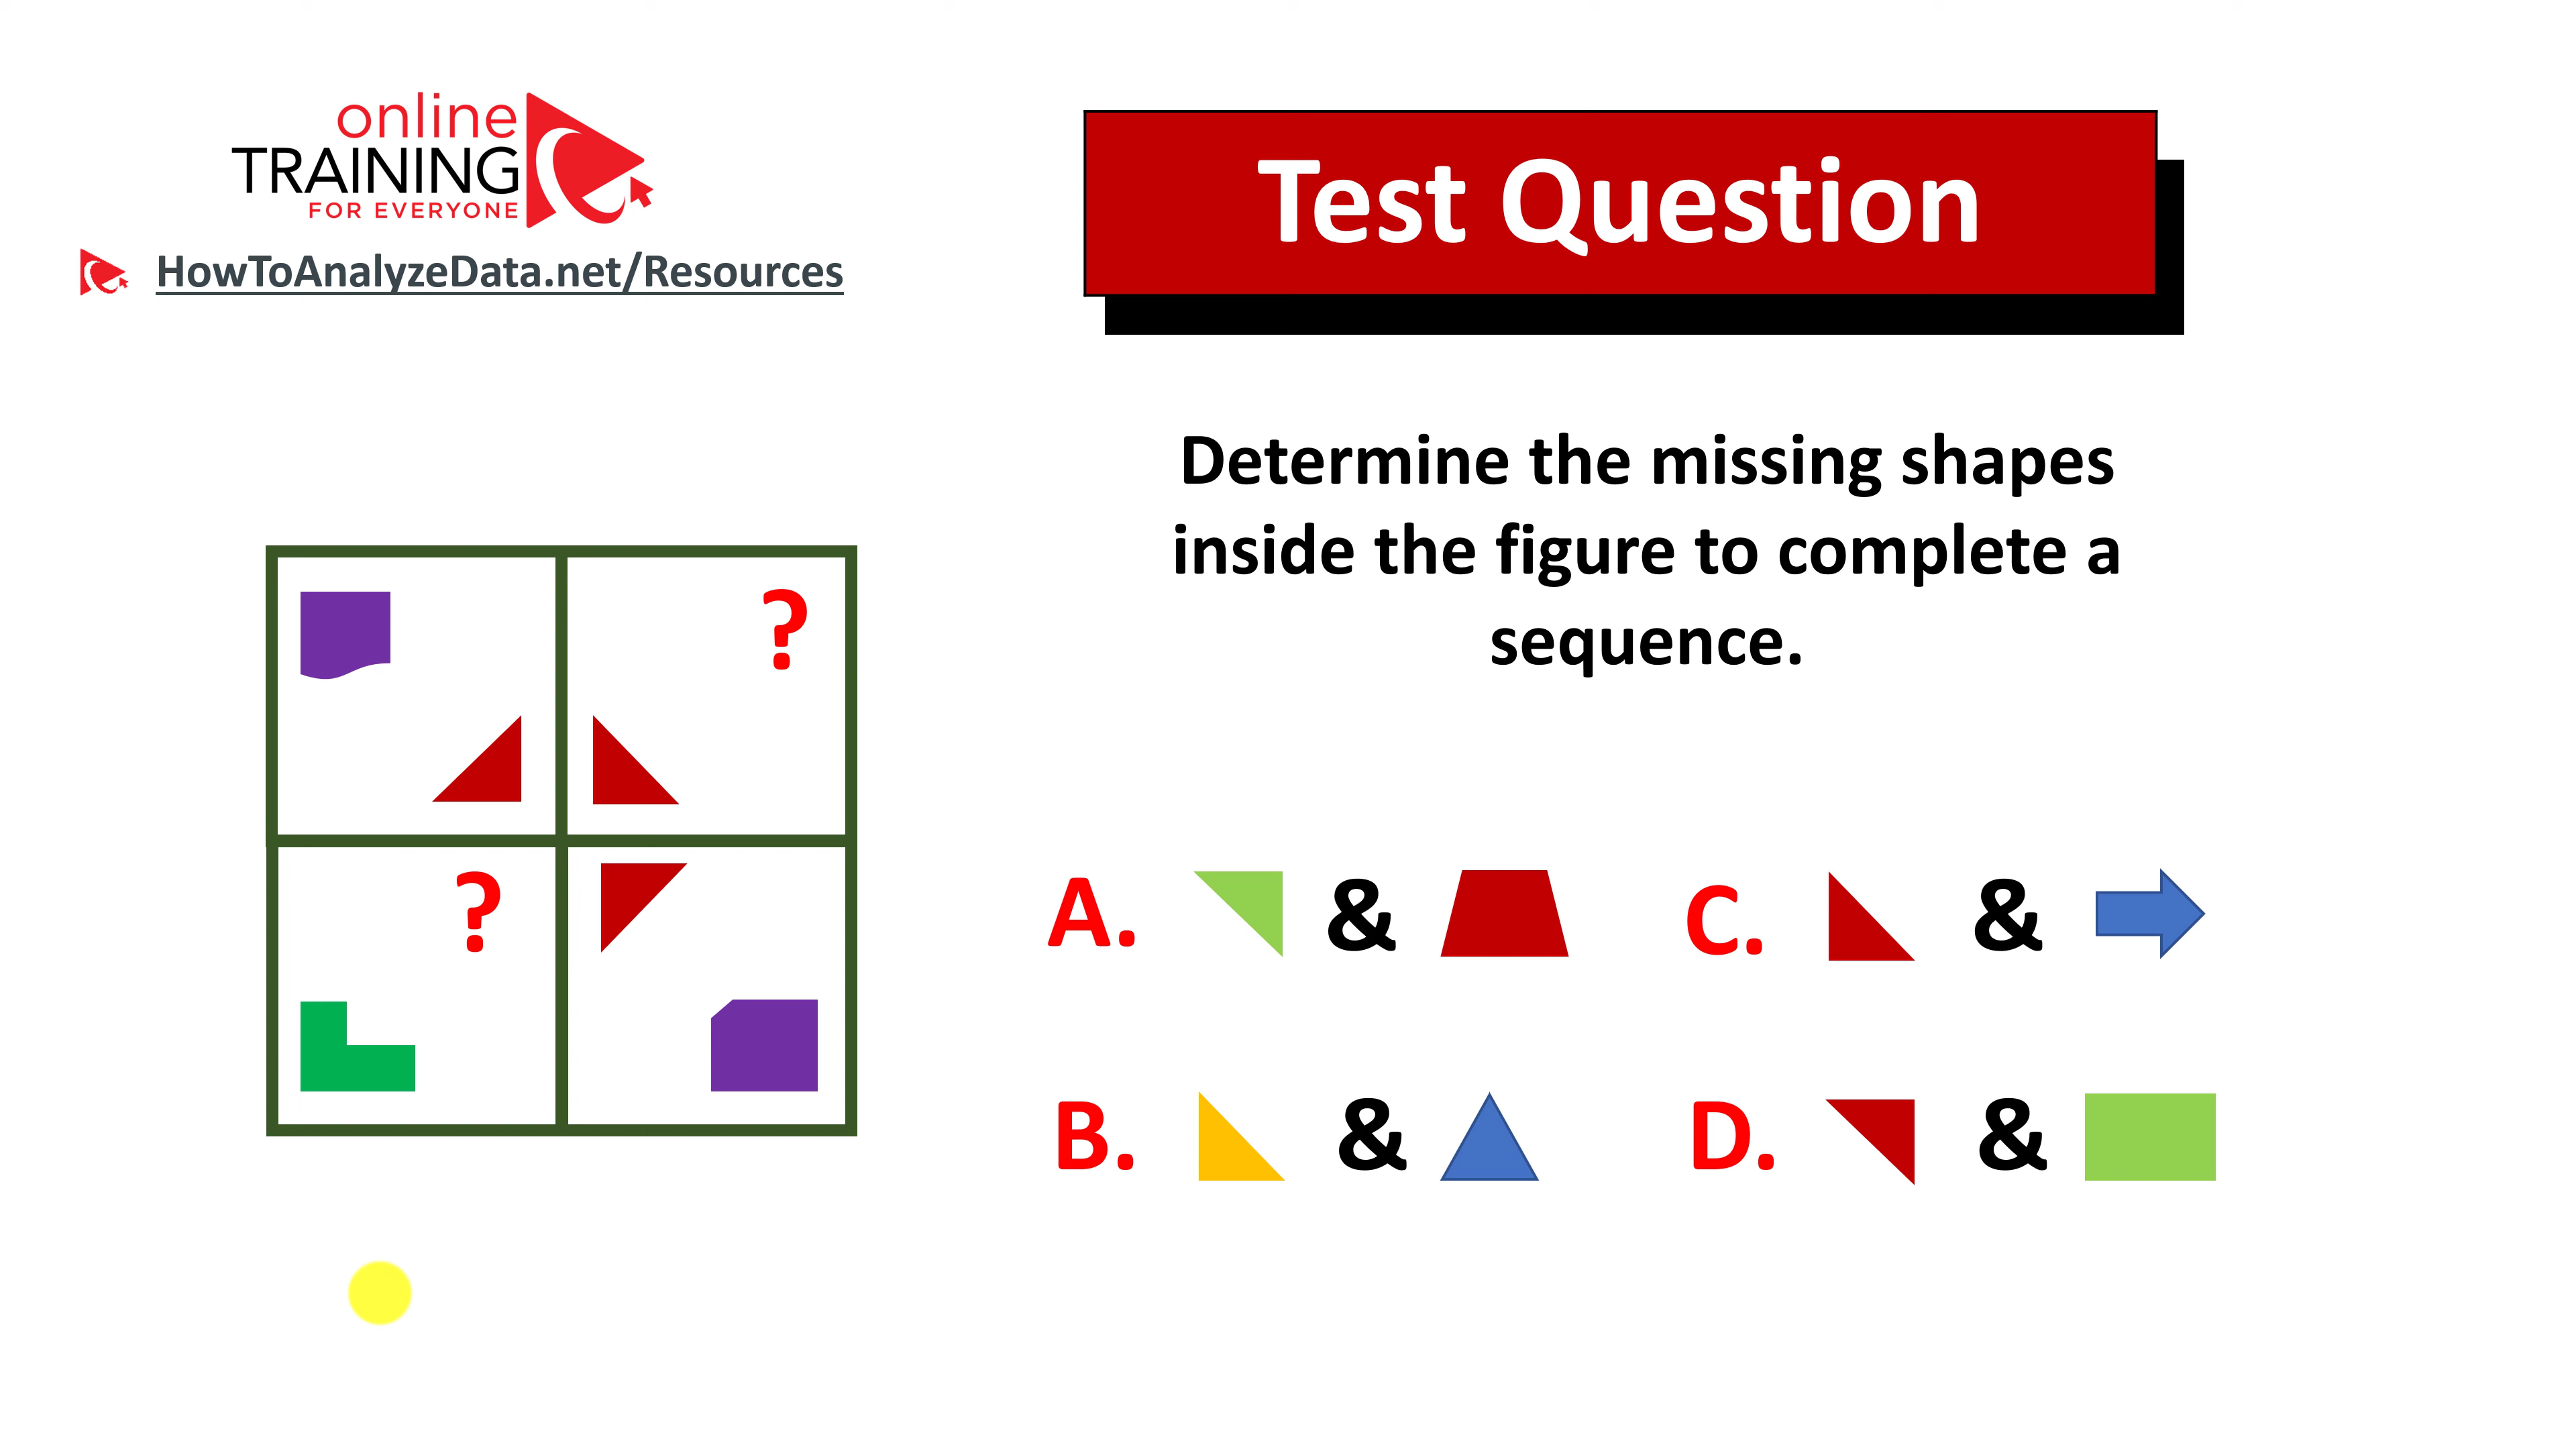 online
TRAINING
FOR EVERYONE
HowToAnalyzeData.net/Resources
Test Question
Determine the missing shapes
inside the figure to complete a
sequence.
?
?
A. &
C. &
B. &
D. &